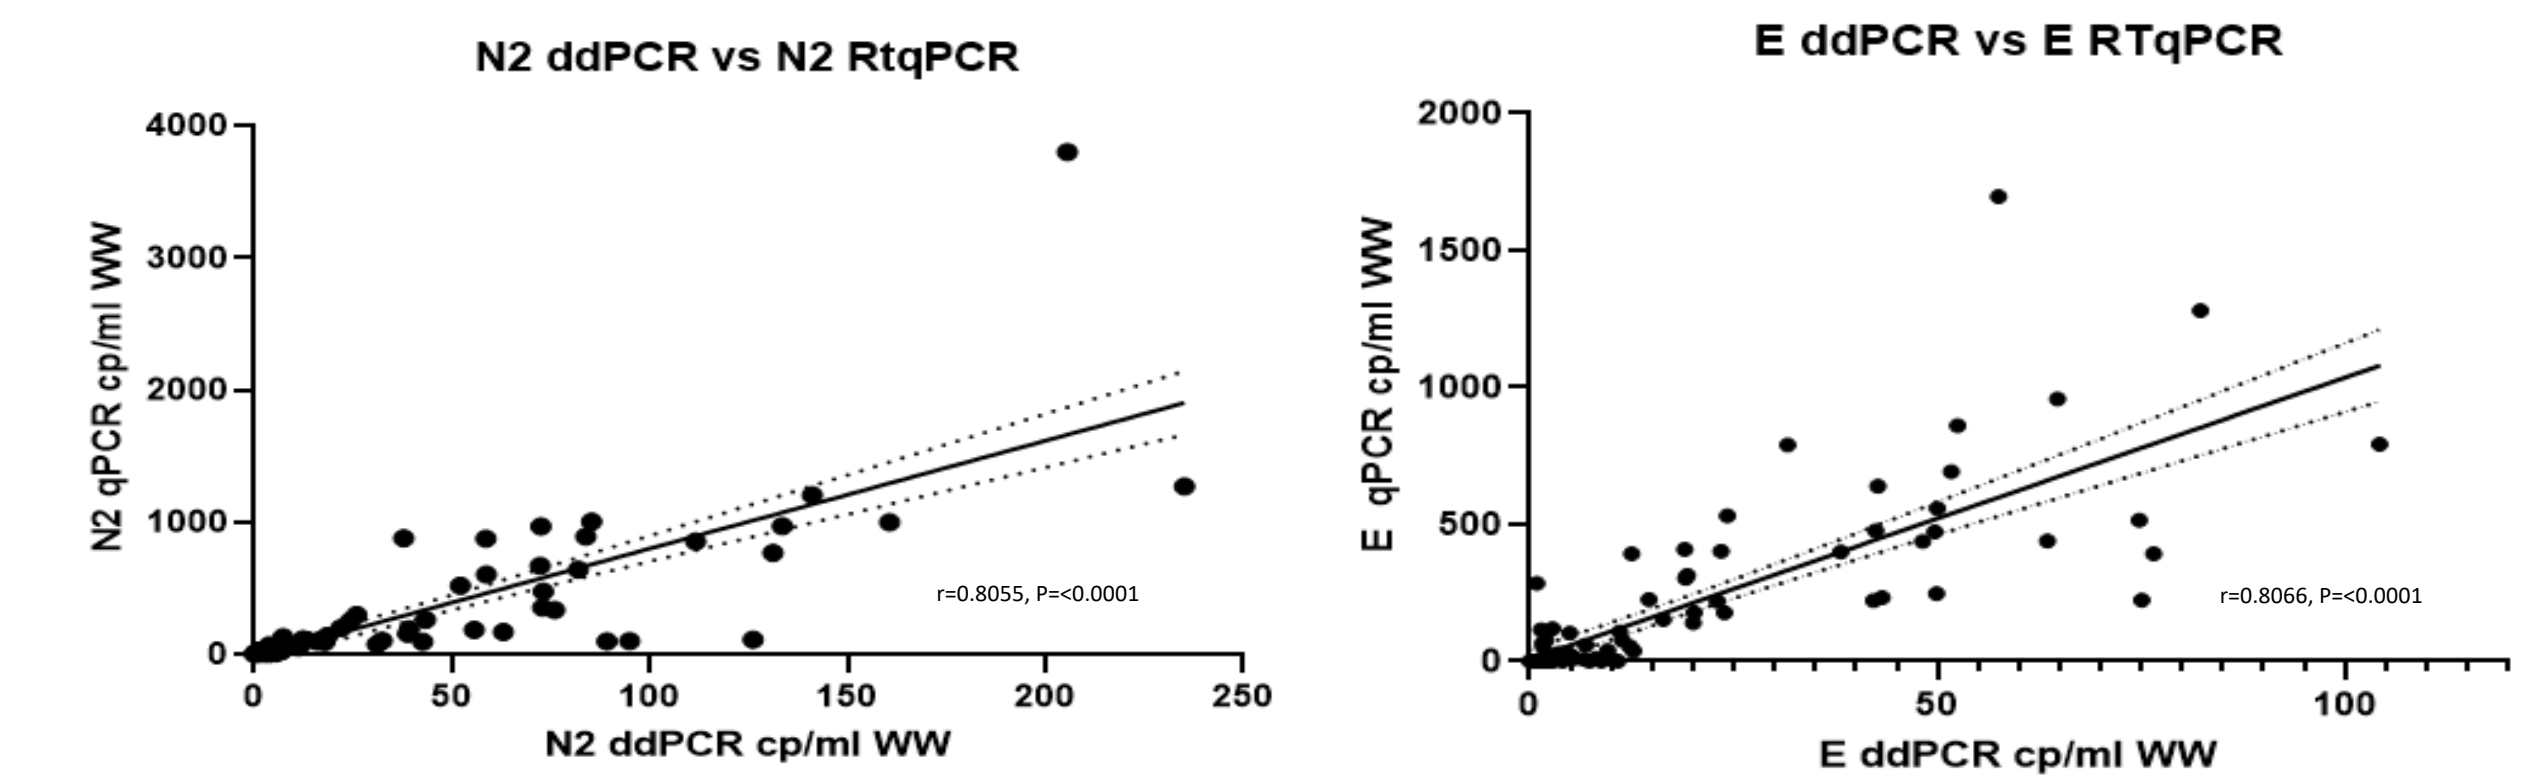 N2 ddPCR vs N2 RtqPCR
4000
3000
2000
1000
0
N2 qPCR cp/ml WW
r=0.8055, P=<0.0001
0 50 100 150 200 250
N2 ddPCR cp/ml WW
E ddPCR vs E RTqPCR
2000
1500
1000
500
0
E qPCR cp/ml WW
r=0.8066, P=<0.0001
0 50 100
E ddPCR cp/ml WW